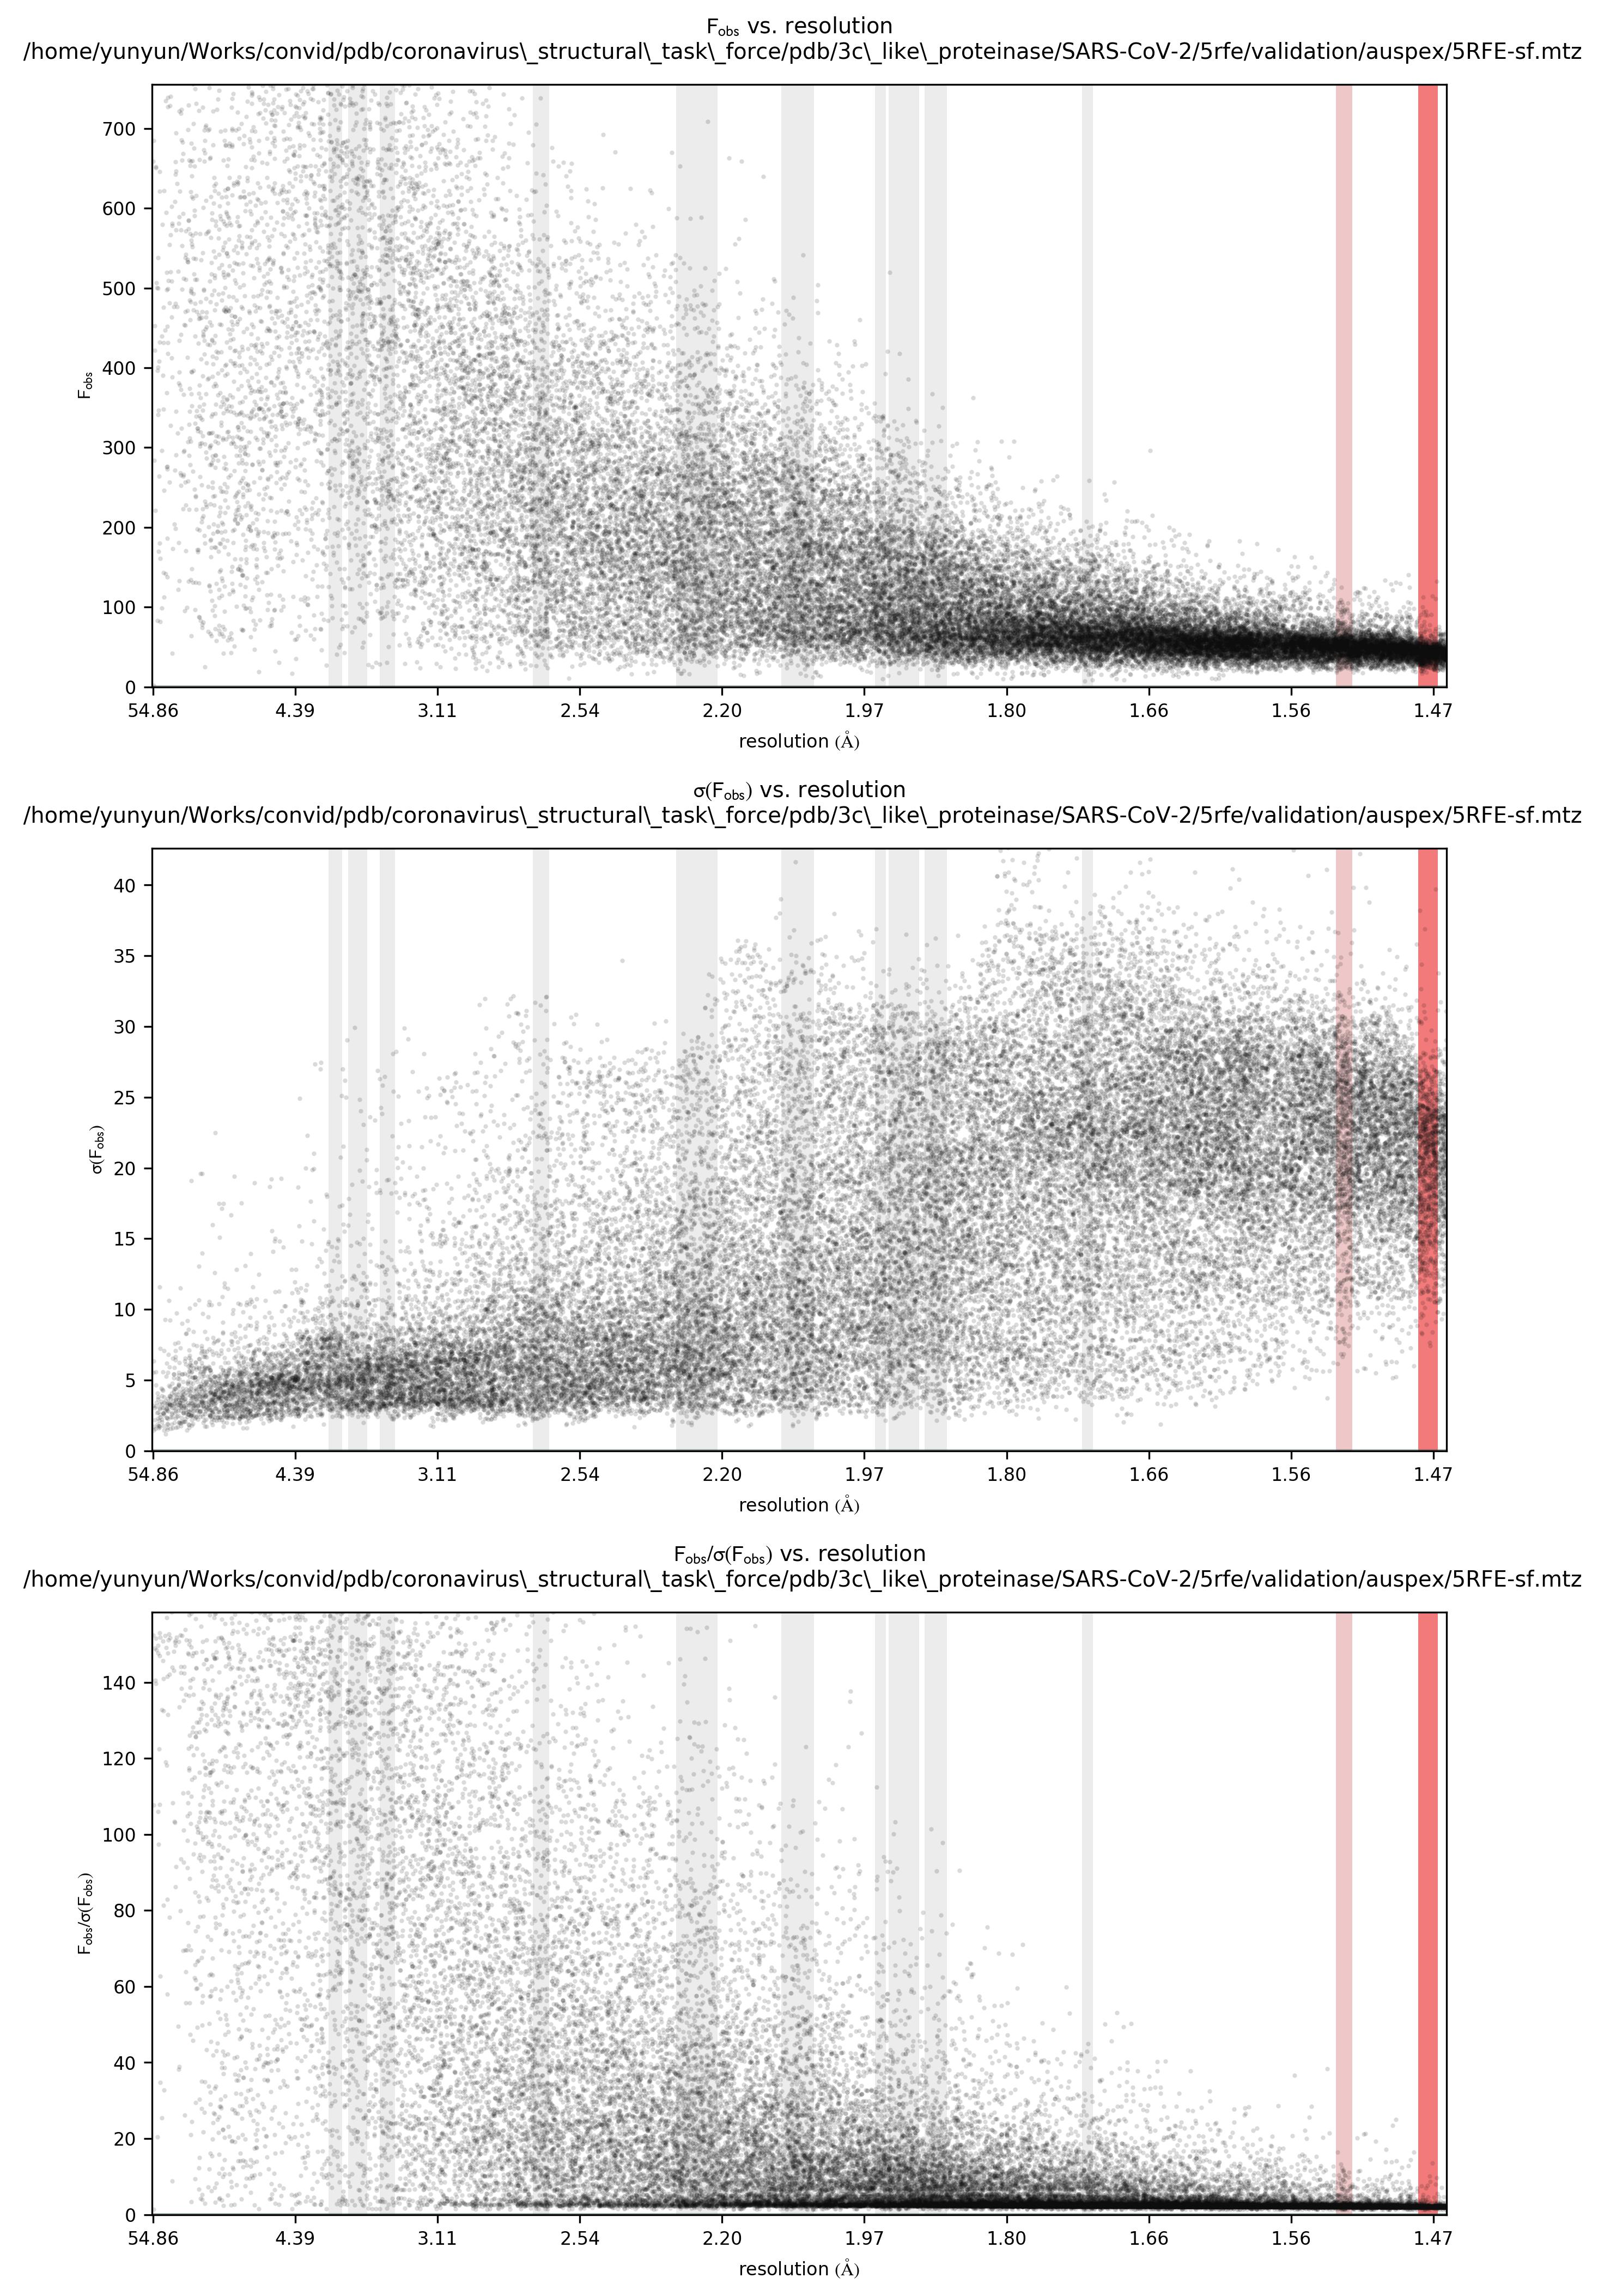 Fobs vs. resolution
/home/yunyun/Works/convid/pdb/coronavirus\_structural\_task\_force/pdb/3c\_like\_proteinase/SARS-CoV-2/5rfe/validation/auspex/5RFE-sf.mtz
700
600
500
400
300
200
100
0
Fobs
54.86 4.39 3.11 2.54 2.20 1.97 1.80 1.66 1.56 1.47
resolution (Å)
σ(Fobs) vs. resolution
/home/yunyun/Works/convid/pdb/coronavirus\_structural\_task\_force/pdb/3c\_like\_proteinase/SARS-CoV-2/5rfe/validation/auspex/5RFE-sf.mtz
40
35
30
25
20
15
10
5
0
σ(Fobs)
54.86 4.39 3.11 2.54 2.20 1.97 1.80 1.66 1.56 1.47
resolution (Å)
Fobs/σ(Fobs) vs. resolution
/home/yunyun/Works/convid/pdb/coronavirus\_structural\_task\_force/pdb/3c\_like\_proteinase/SARS-CoV-2/5rfe/validation/auspex/5RFE-sf.mtz
140
120
100
80
60
40
20
0
Fobs/σ(Fobs)
54.86 4.39 3.11 2.54 2.20 1.97 1.80 1.66 1.56 1.47
resolution (Å)